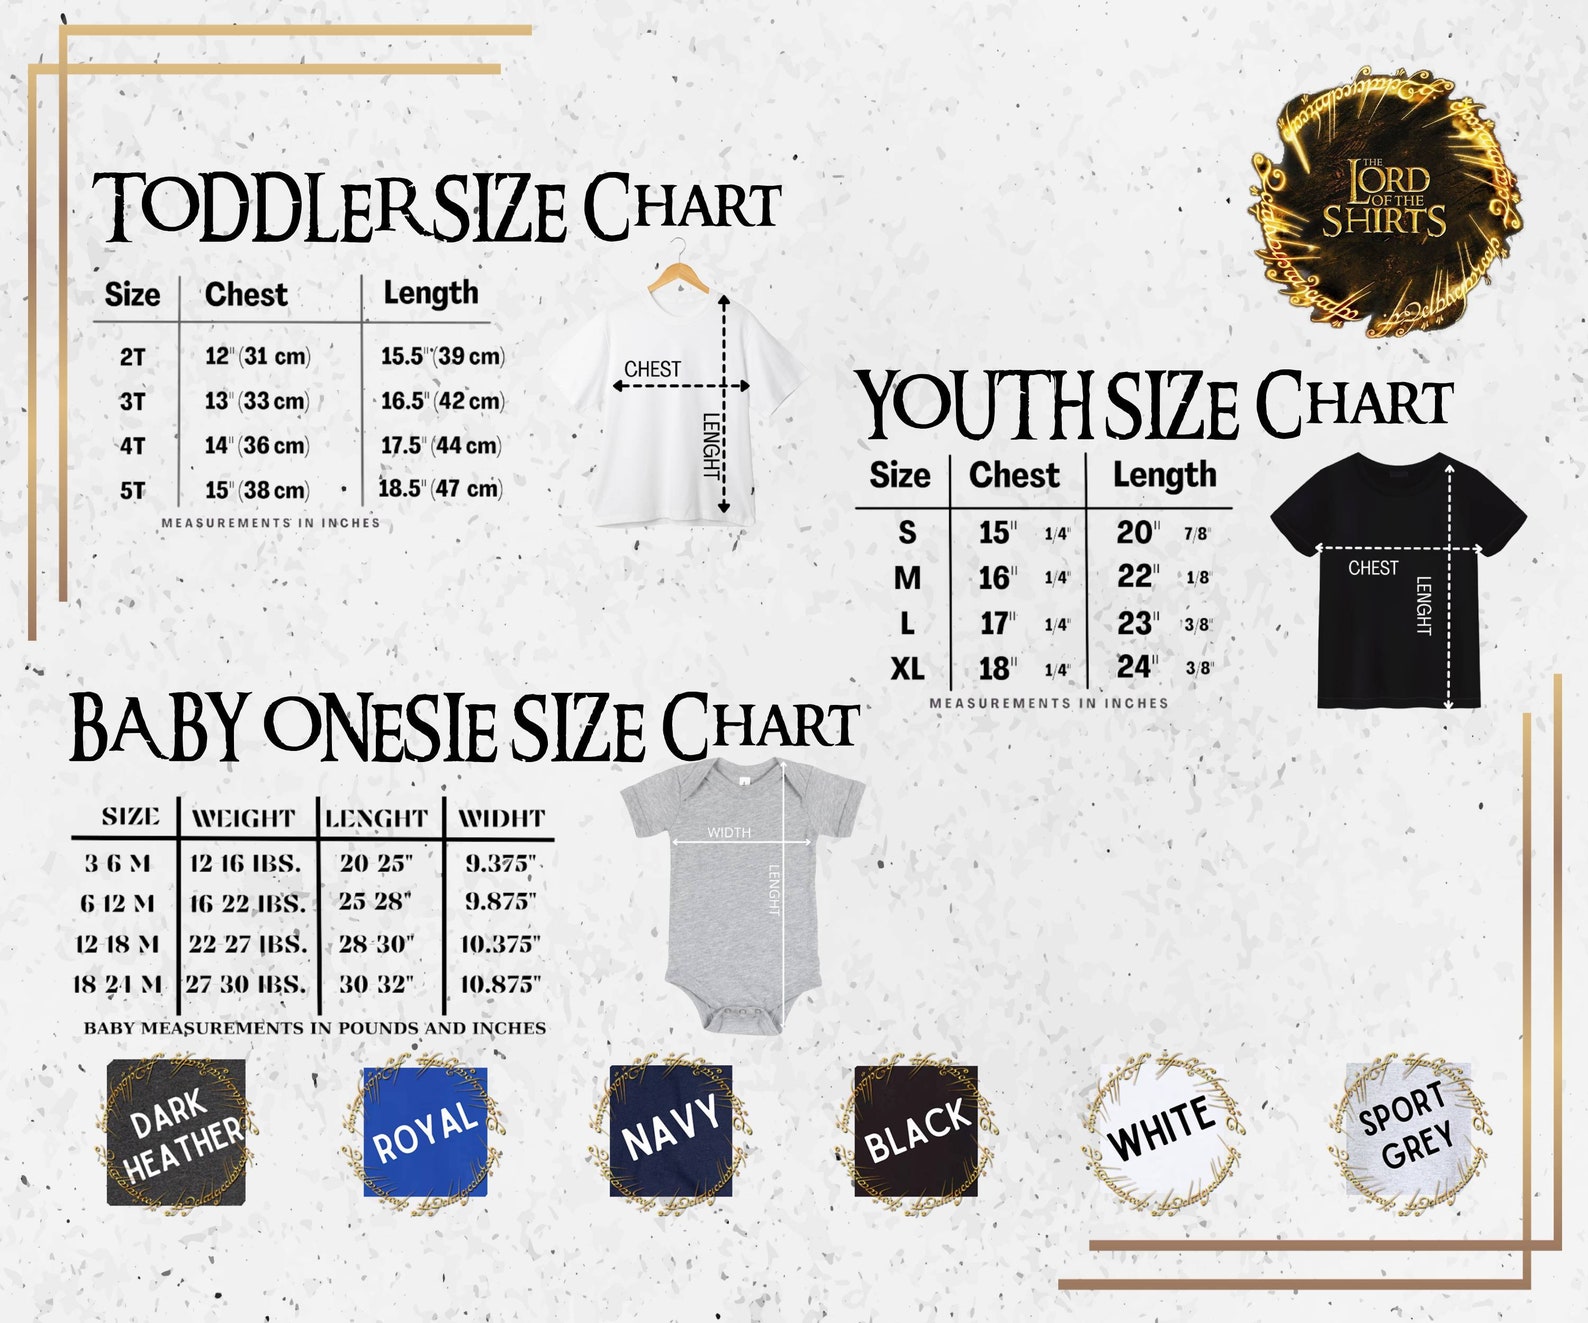 TODDLER SIZE CHART
Size Chest Length
2T 12" (31 cm) 15.5" (39 cm)
3T 13" (33 cm) 16.5" (42 cm)
4T 14" (36 cm) 17.5" (44 cm)
5T 15" (38 cm) 18.5" (47 cm)
MEASUREMENTS IN INCHES
CHEST
LENGHT
THE
LORD
OF THE
SHIRTS
YOUTH SIZE CHART
Size Chest Length
S 15" 1/4" 20" 7/8"
M 16" 1/4" 22" 1/8"
L 17" 1/4" 23" 3/8"
XL 18" 1/4" 24" 3/8"
MEASUREMENTS IN INCHES
CHEST
LENGHT
BABY ONESIE SIZE CHART
SIZE WEIGHT LENGHT WIDHT
3-6 M 12-16 LBS. 20-25" 9.375"
6-12 M 16-22 LBS. 25-28" 9.875"
12-18 M 22-27 LBS. 28-30" 10.375"
18-24 M 27-30 LBS. 30-32" 10.875"
BABY MEASUREMENTS IN POUNDS AND INCHES
WIDTH
LENGHT
DARK
HEATHER
ROYAL
NAVY
BLACK
WHITE
SPORT
GREY